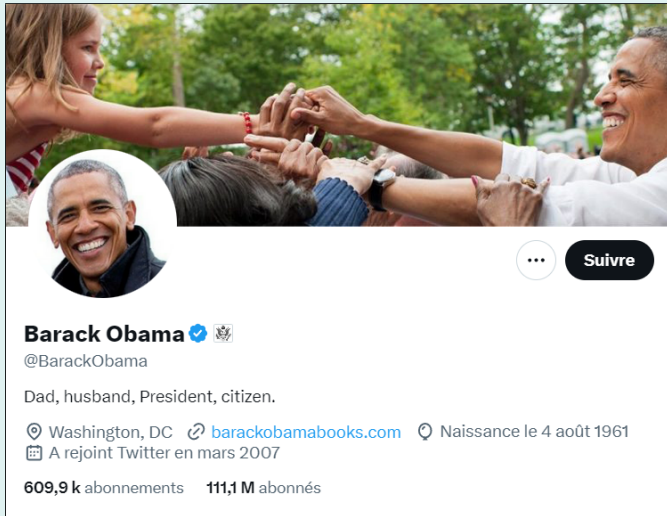 Suivre
Barack Obama
@BarackObama
Dad, husband, President, citizen.
Washington, DC barackobamabooks.com Naissance le 4 août 1961
A rejoint Twitter en mars 2007
609,9 k abonnements 111,1 M abonnés